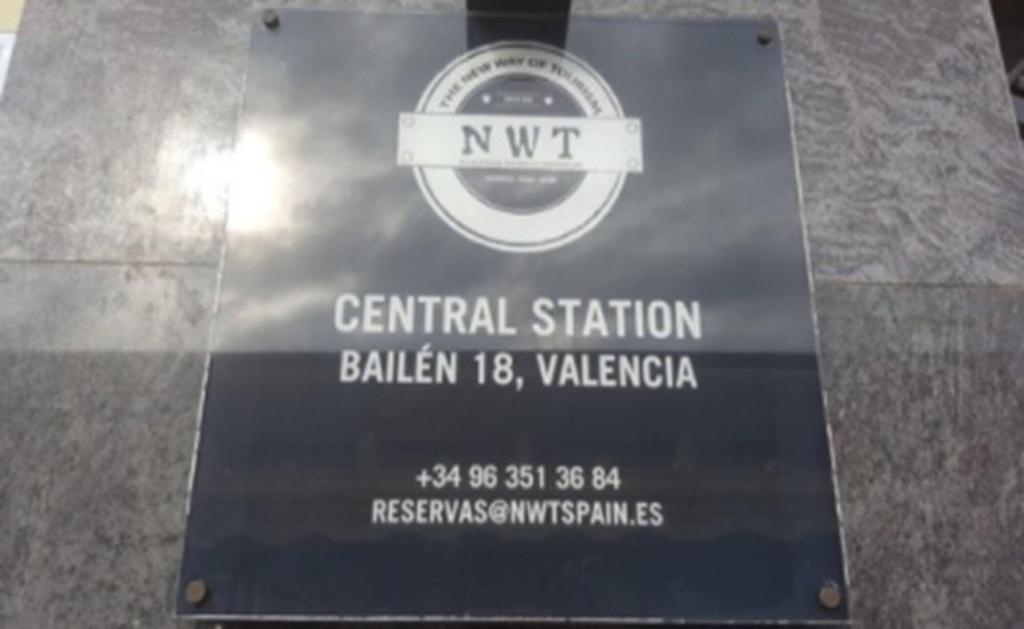 THE NEW WAY OF TOURISM
NWT
CENTRAL STATION
BAILÉN 18, VALENCIA
+34 96 351 36 84
RESERVAS@NWTSPAIN.ES